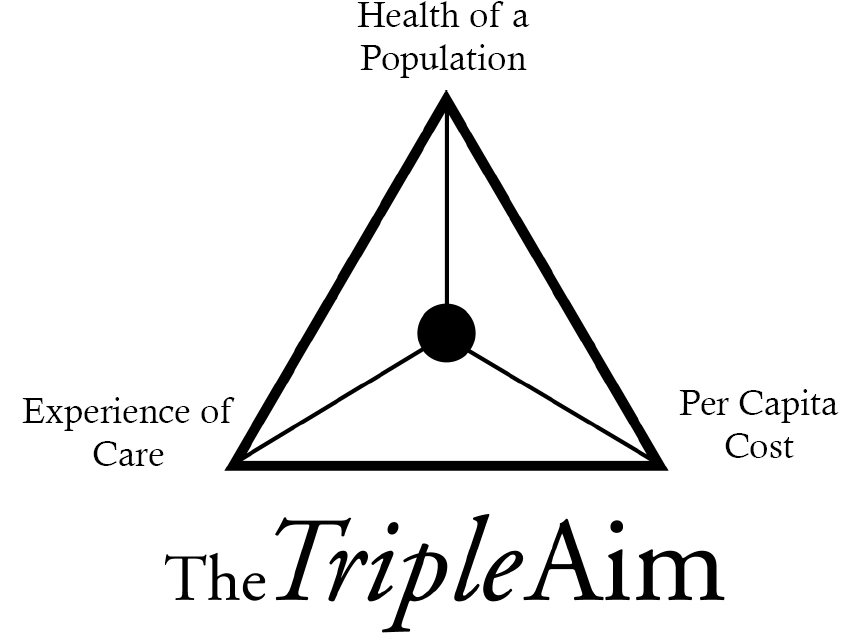 Health of a
Population
Experience of
Care
Per Capita
Cost
The Triple Aim